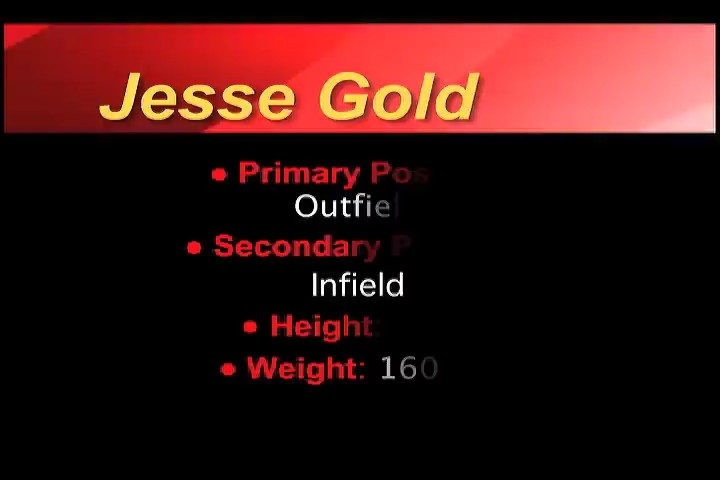 Jesse Gold
• Primary Pos
Outfiel
• Secondary P
Infield
• Height:
• Weight: 160